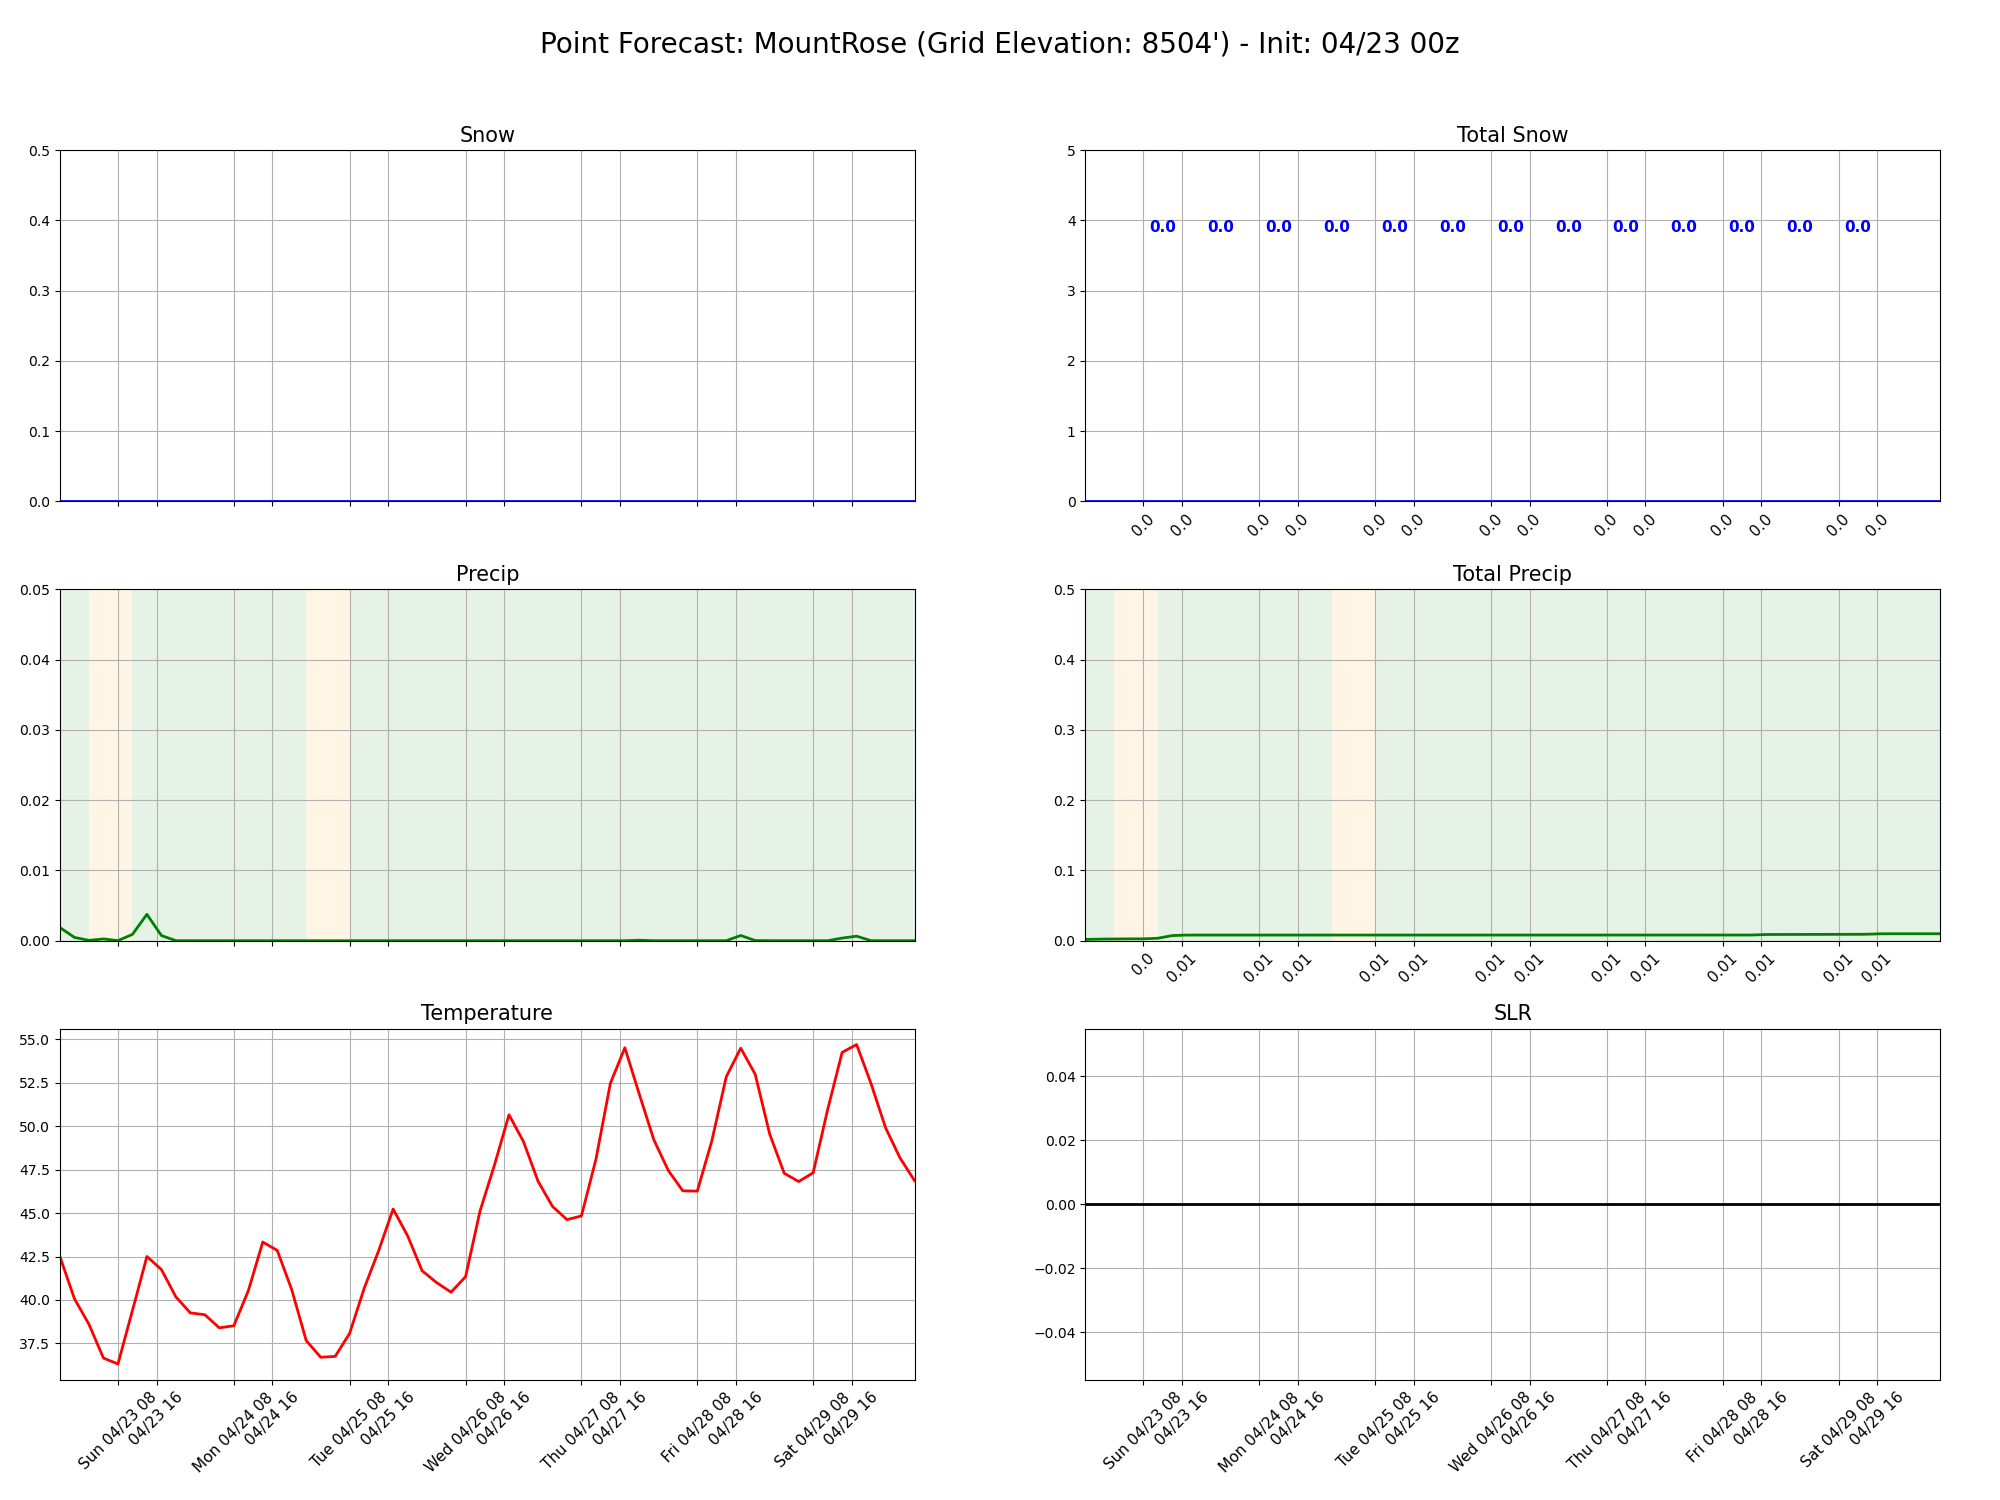 Point Forecast: MountRose (Grid Elevation: 8504') - Init: 04/23 00z
Snow
0.5
0.4
0.3
0.2
0.1
0.0
Total Snow
5
4
3
2
1
0
0.0 0.0 0.0 0.0 0.0 0.0 0.0 0.0 0.0 0.0 0.0 0.0 0.0
0.0 0.0 0.0 0.0 0.0 0.0 0.0 0.0 0.0 0.0 0.0 0.0 0.0 0.0
Precip
0.05
0.04
0.03
0.02
0.01
0.00
Total Precip
0.5
0.4
0.3
0.2
0.1
0.0
0.0 0.01 0.01 0.01 0.01 0.01 0.01 0.01 0.01 0.01 0.01 0.01 0.01 0.01
Temperature
55.0
52.5
50.0
47.5
45.0
42.5
40.0
37.5
Sun 04/23 08
04/23 16
Mon 04/24 08
04/24 16
Tue 04/25 08
04/25 16
Wed 04/26 08
04/26 16
Thu 04/27 08
04/27 16
Fri 04/28 08
04/28 16
Sat 04/29 08
04/29 16
SLR
0.04
0.02
0.00
−0.02
−0.04
Sun 04/23 08
04/23 16
Mon 04/24 08
04/24 16
Tue 04/25 08
04/25 16
Wed 04/26 08
04/26 16
Thu 04/27 08
04/27 16
Fri 04/28 08
04/28 16
Sat 04/29 08
04/29 16